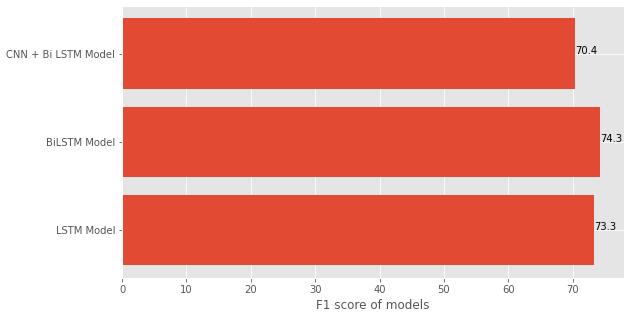 CNN + Bi LSTM Model
70.4
BiLSTM Model
74.3
LSTM Model
73.3
0 10 20 30 40 50 60 70
F1 score of models